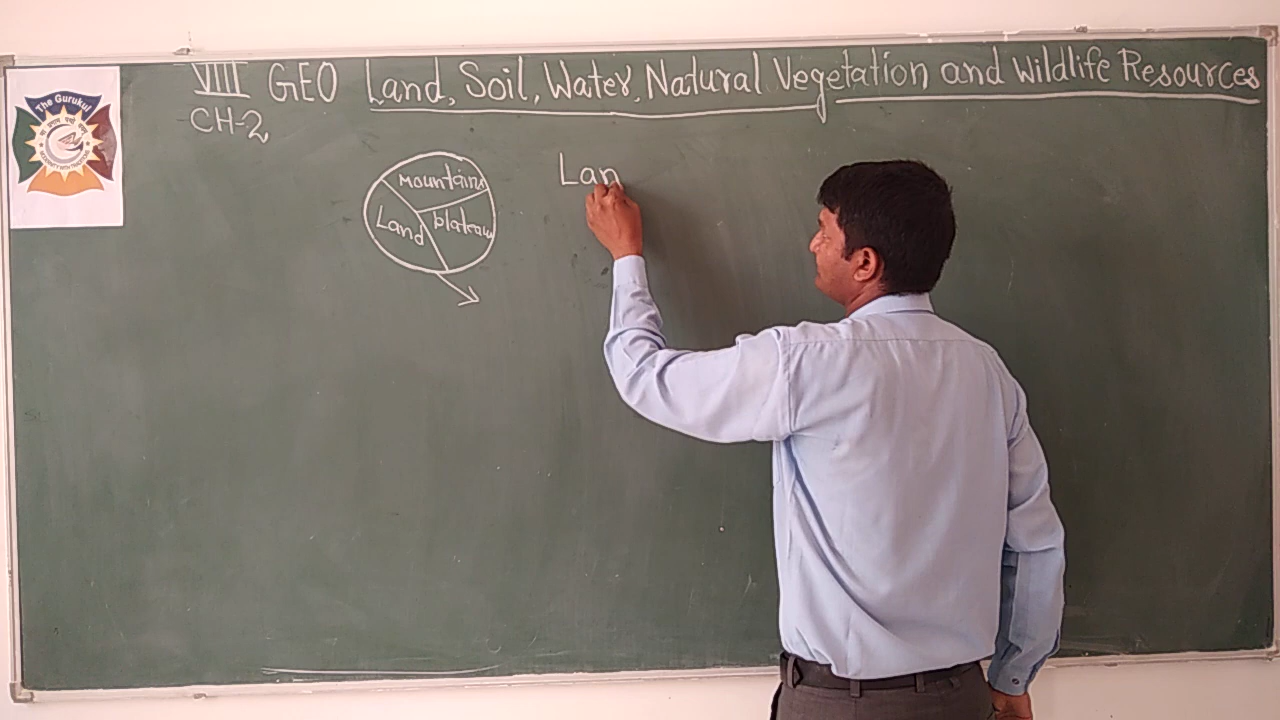 The Gurukul
VIII GEO Land, Soil, Water, Natural Vegetation and Wildlife Resources
CH-2
Mountains
Land
Plateau
Lan